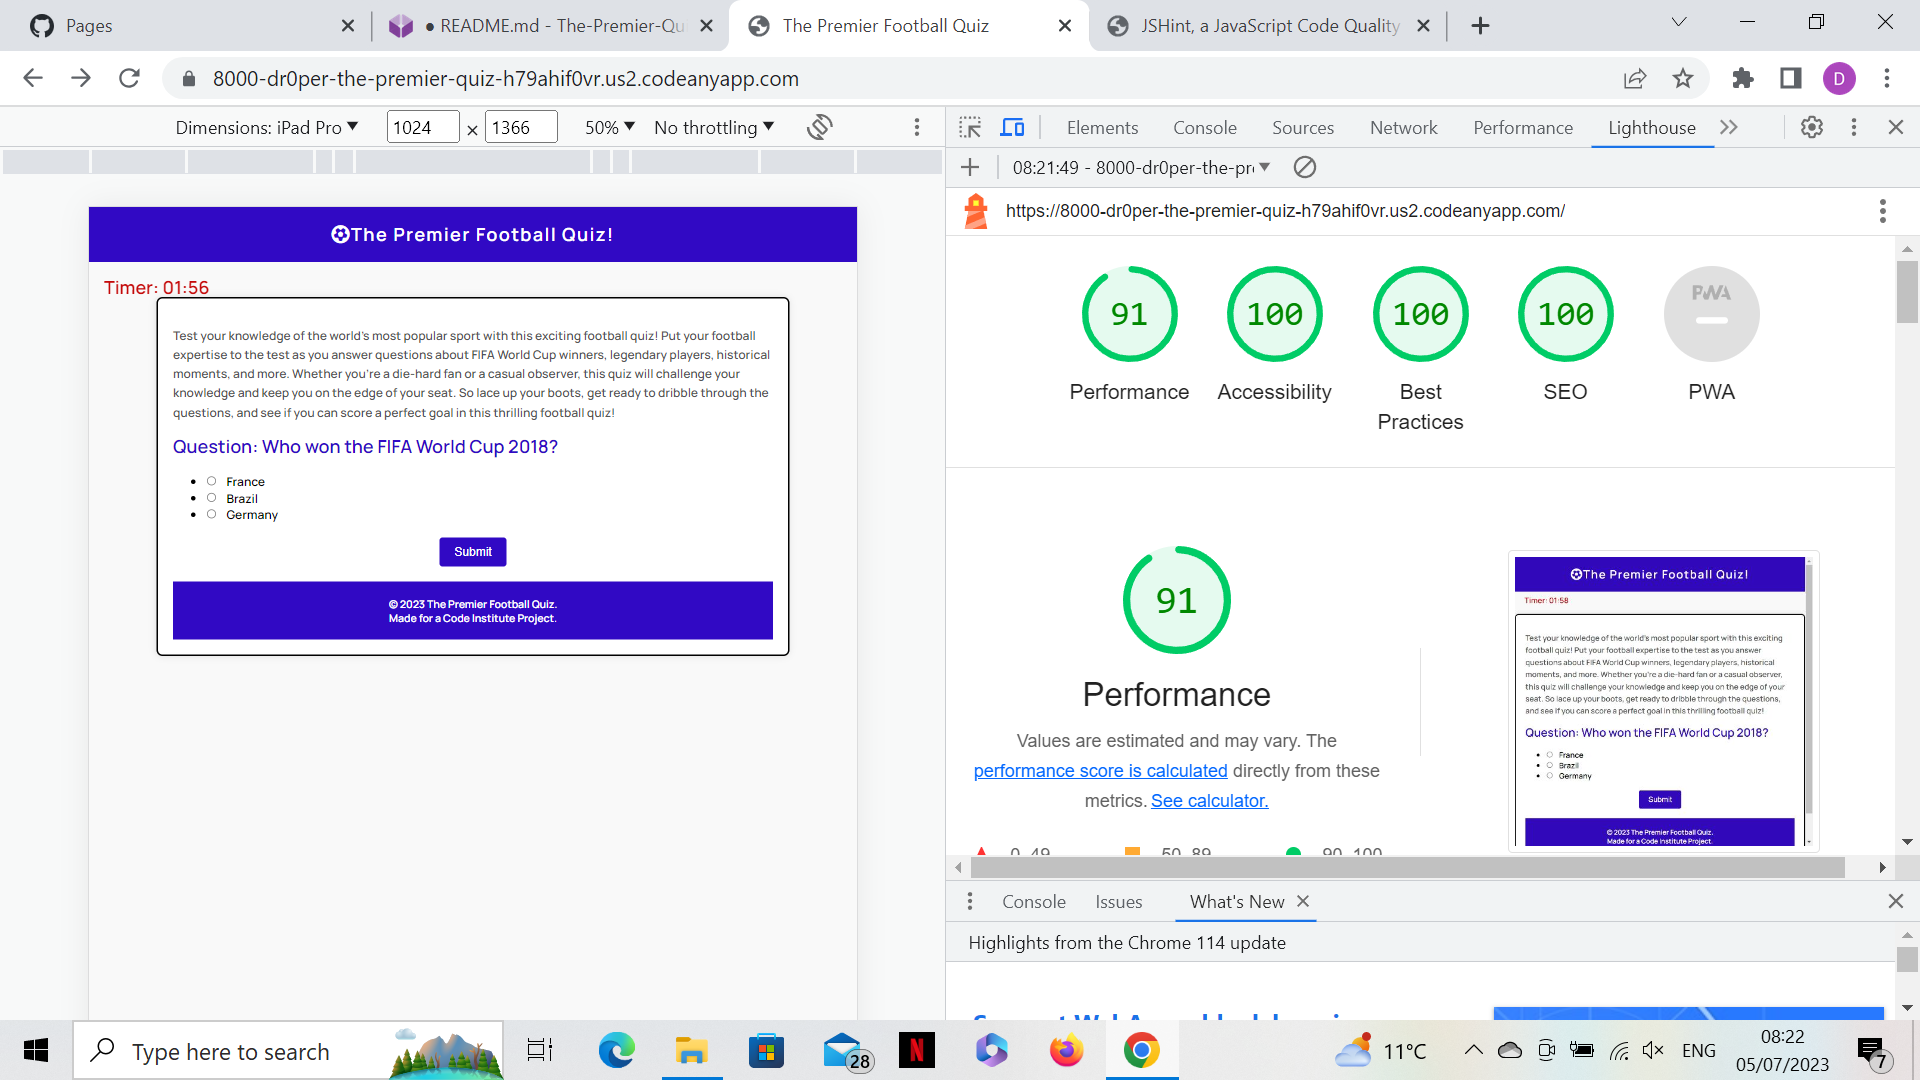 Pages
● README.md - The-Premier-Qu
The Premier Football Quiz
JSHint, a JavaScript Code Quality
8000-dr0per-the-premier-quiz-h79ahif0vr.us2.codeanyapp.com
D
Dimensions: iPad Pro ▼ 1024 × 1366 50% ▼ No throttling ▼
Elements Console Sources Network Performance Lighthouse
08:21:49 - 8000-dr0per-the-pr
https://8000-dr0per-the-premier-quiz-h79ahif0vr.us2.codeanyapp.com/
The Premier Football Quiz!
Timer: 01:56
Test your knowledge of the world's most popular sport with this exciting football quiz! Put your football
expertise to the test as you answer questions about FIFA World Cup winners, legendary players, historical
moments, and more. Whether you're a die-hard fan or a casual observer, this quiz will challenge your
knowledge and keep you on the edge of your seat. So lace up your boots, get ready to dribble through the
questions, and see if you can score a perfect goal in this thrilling football quiz!
Question: Who won the FIFA World Cup 2018?
France
Brazil
Germany
Submit
© 2023 The Premier Football Quiz.
Made for a Code Institute Project.
91 100 100 100 PWA
Performance Accessibility Best Practices SEO PWA
91
Performance
Values are estimated and may vary. The
performance score is calculated directly from these
metrics. See calculator.
0–49 50–89 90–100
The Premier Football Quiz!
Timer: 01:58
Test your knowledge of the world's most popular sport with this exciting
football quiz! Put your football expertise to the test as you answer
questions about FIFA World Cup winners, legendary players, historical
moments, and more. Whether you're a die-hard fan or a casual observer,
this quiz will challenge your knowledge and keep you on the edge of your
seat. So lace up your boots, get ready to dribble through the questions,
and see if you can score a perfect goal in this thrilling football quiz!
Question: Who won the FIFA World Cup 2018?
France
Brazil
Germany
Submit
© 2023 The Premier Football Quiz.
Made for a Code Institute Project.
Console Issues What's New
Highlights from the Chrome 114 update
Type here to search
28
N
11°C
ENG
08:22
05/07/2023
7